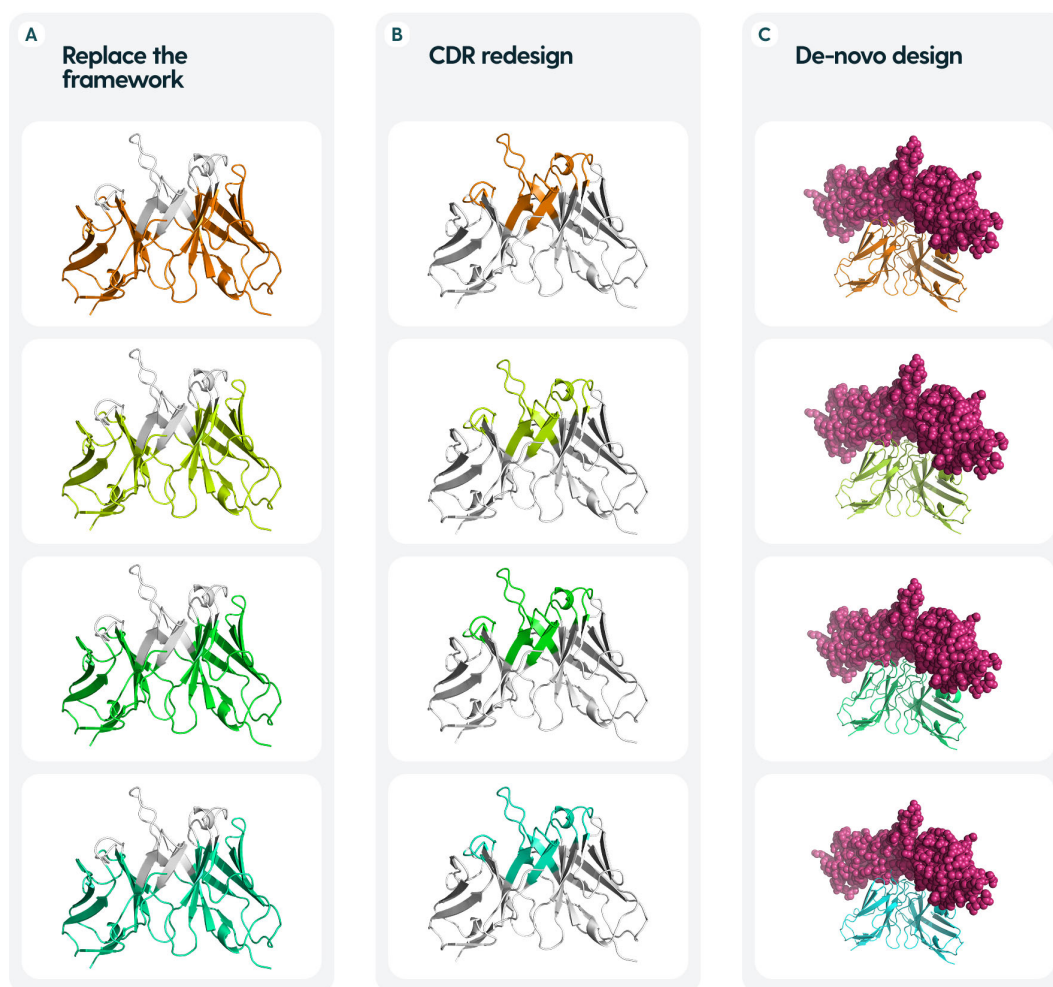 A
Replace the
framework
B
CDR redesign
C
De-novo design